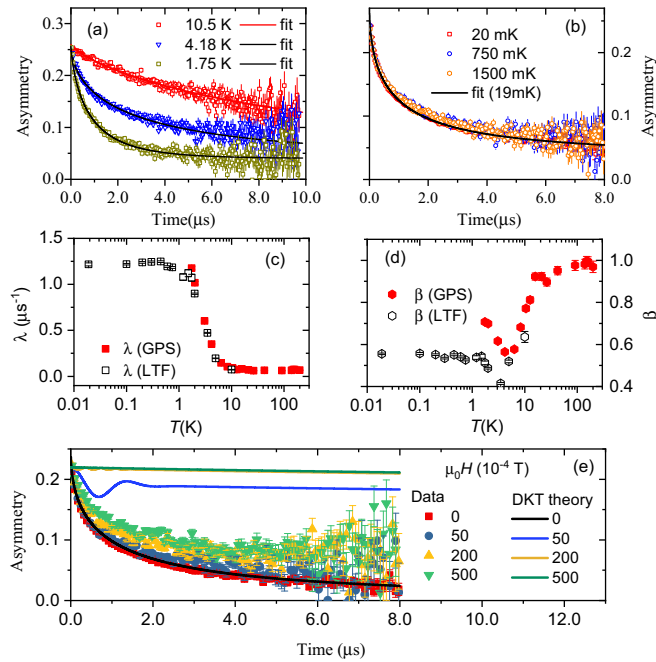 (a)
10.5 K fit
4.18 K fit
1.75 K fit
Asymmetry
0.0
0.1
0.2
0.3
0.0 2.0 4.0 6.0 8.0 10.0
Time(μs)
(b)
20 mK
750 mK
1500 mK
fit (19mK)
Asymmetry
0.0
0.1
0.2
0.0 2.0 4.0 6.0 8.0
Time(μs)
(c)
λ (μs⁻¹)
1.5
1.0
0.5
0.0
λ (GPS)
λ (LTF)
0.01 0.1 1 10 100
T(K)
(d)
β (GPS)
β (LTF)
β
1.0
0.8
0.6
0.4
0.01 0.1 1 10 100
T(K)
(e)
μ₀H (10⁻⁴ T)
Data DKT theory
0 0
50 50
200 200
500 500
Asymmetry
0.2
0.1
0.0
0.0 2.0 4.0 6.0 8.0 10.0 12.0
Time (μs)